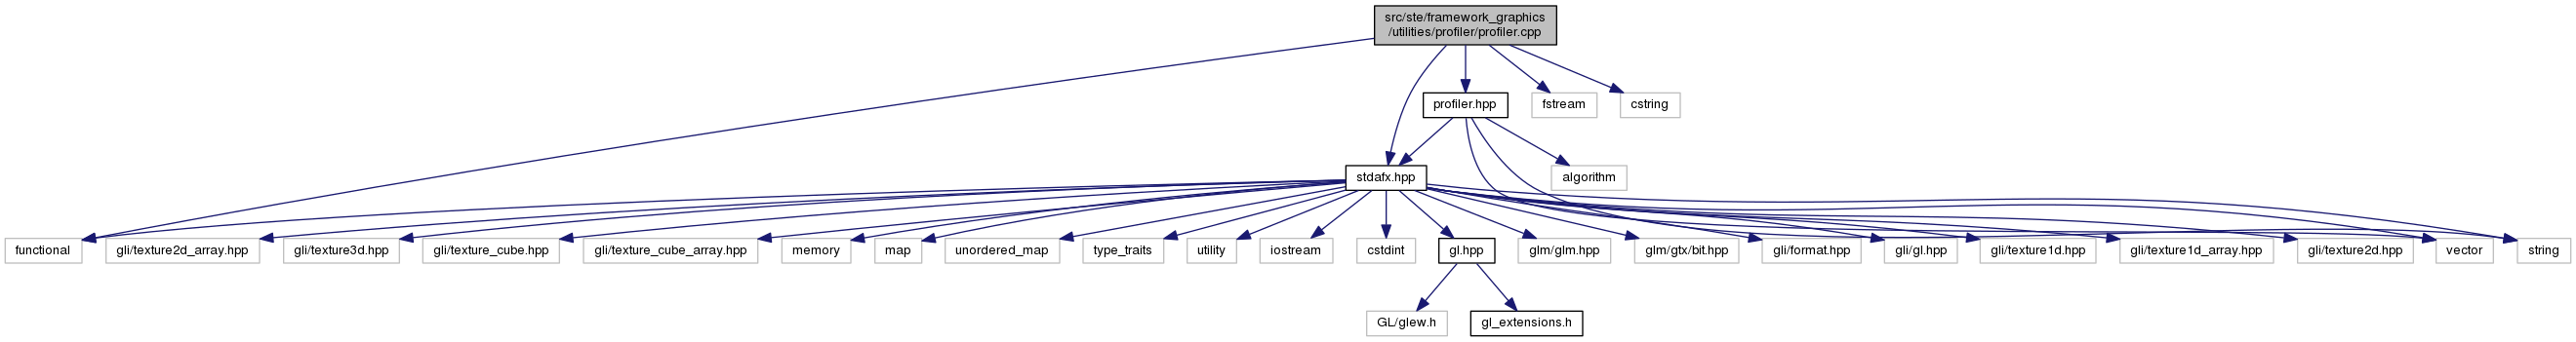 src/ste/framework_graphics
/utilities/profiler/profiler.cpp
profiler.hpp
fstream
cstring
stdafx.hpp
algorithm
functional
gli/texture2d_array.hpp
gli/texture3d.hpp
gli/texture_cube.hpp
gli/texture_cube_array.hpp
memory
map
unordered_map
type_traits
utility
iostream
cstdint
gl.hpp
glm/glm.hpp
glm/gtx/bit.hpp
gli/format.hpp
gli/gl.hpp
gli/texture1d.hpp
gli/texture1d_array.hpp
gli/texture2d.hpp
vector
string
GL/glew.h
gl_extensions.h